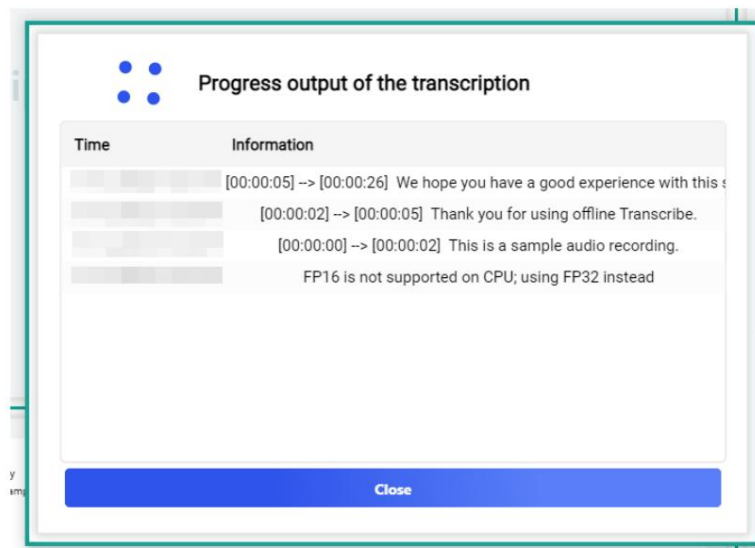 Progress output of the transcription
Time Information
[00:00:05] --> [00:00:26] We hope you have a good experience with this
[00:00:02] --> [00:00:05] Thank you for using offline Transcribe.
[00:00:00] --> [00:00:02] This is a sample audio recording.
FP16 is not supported on CPU; using FP32 instead
Close